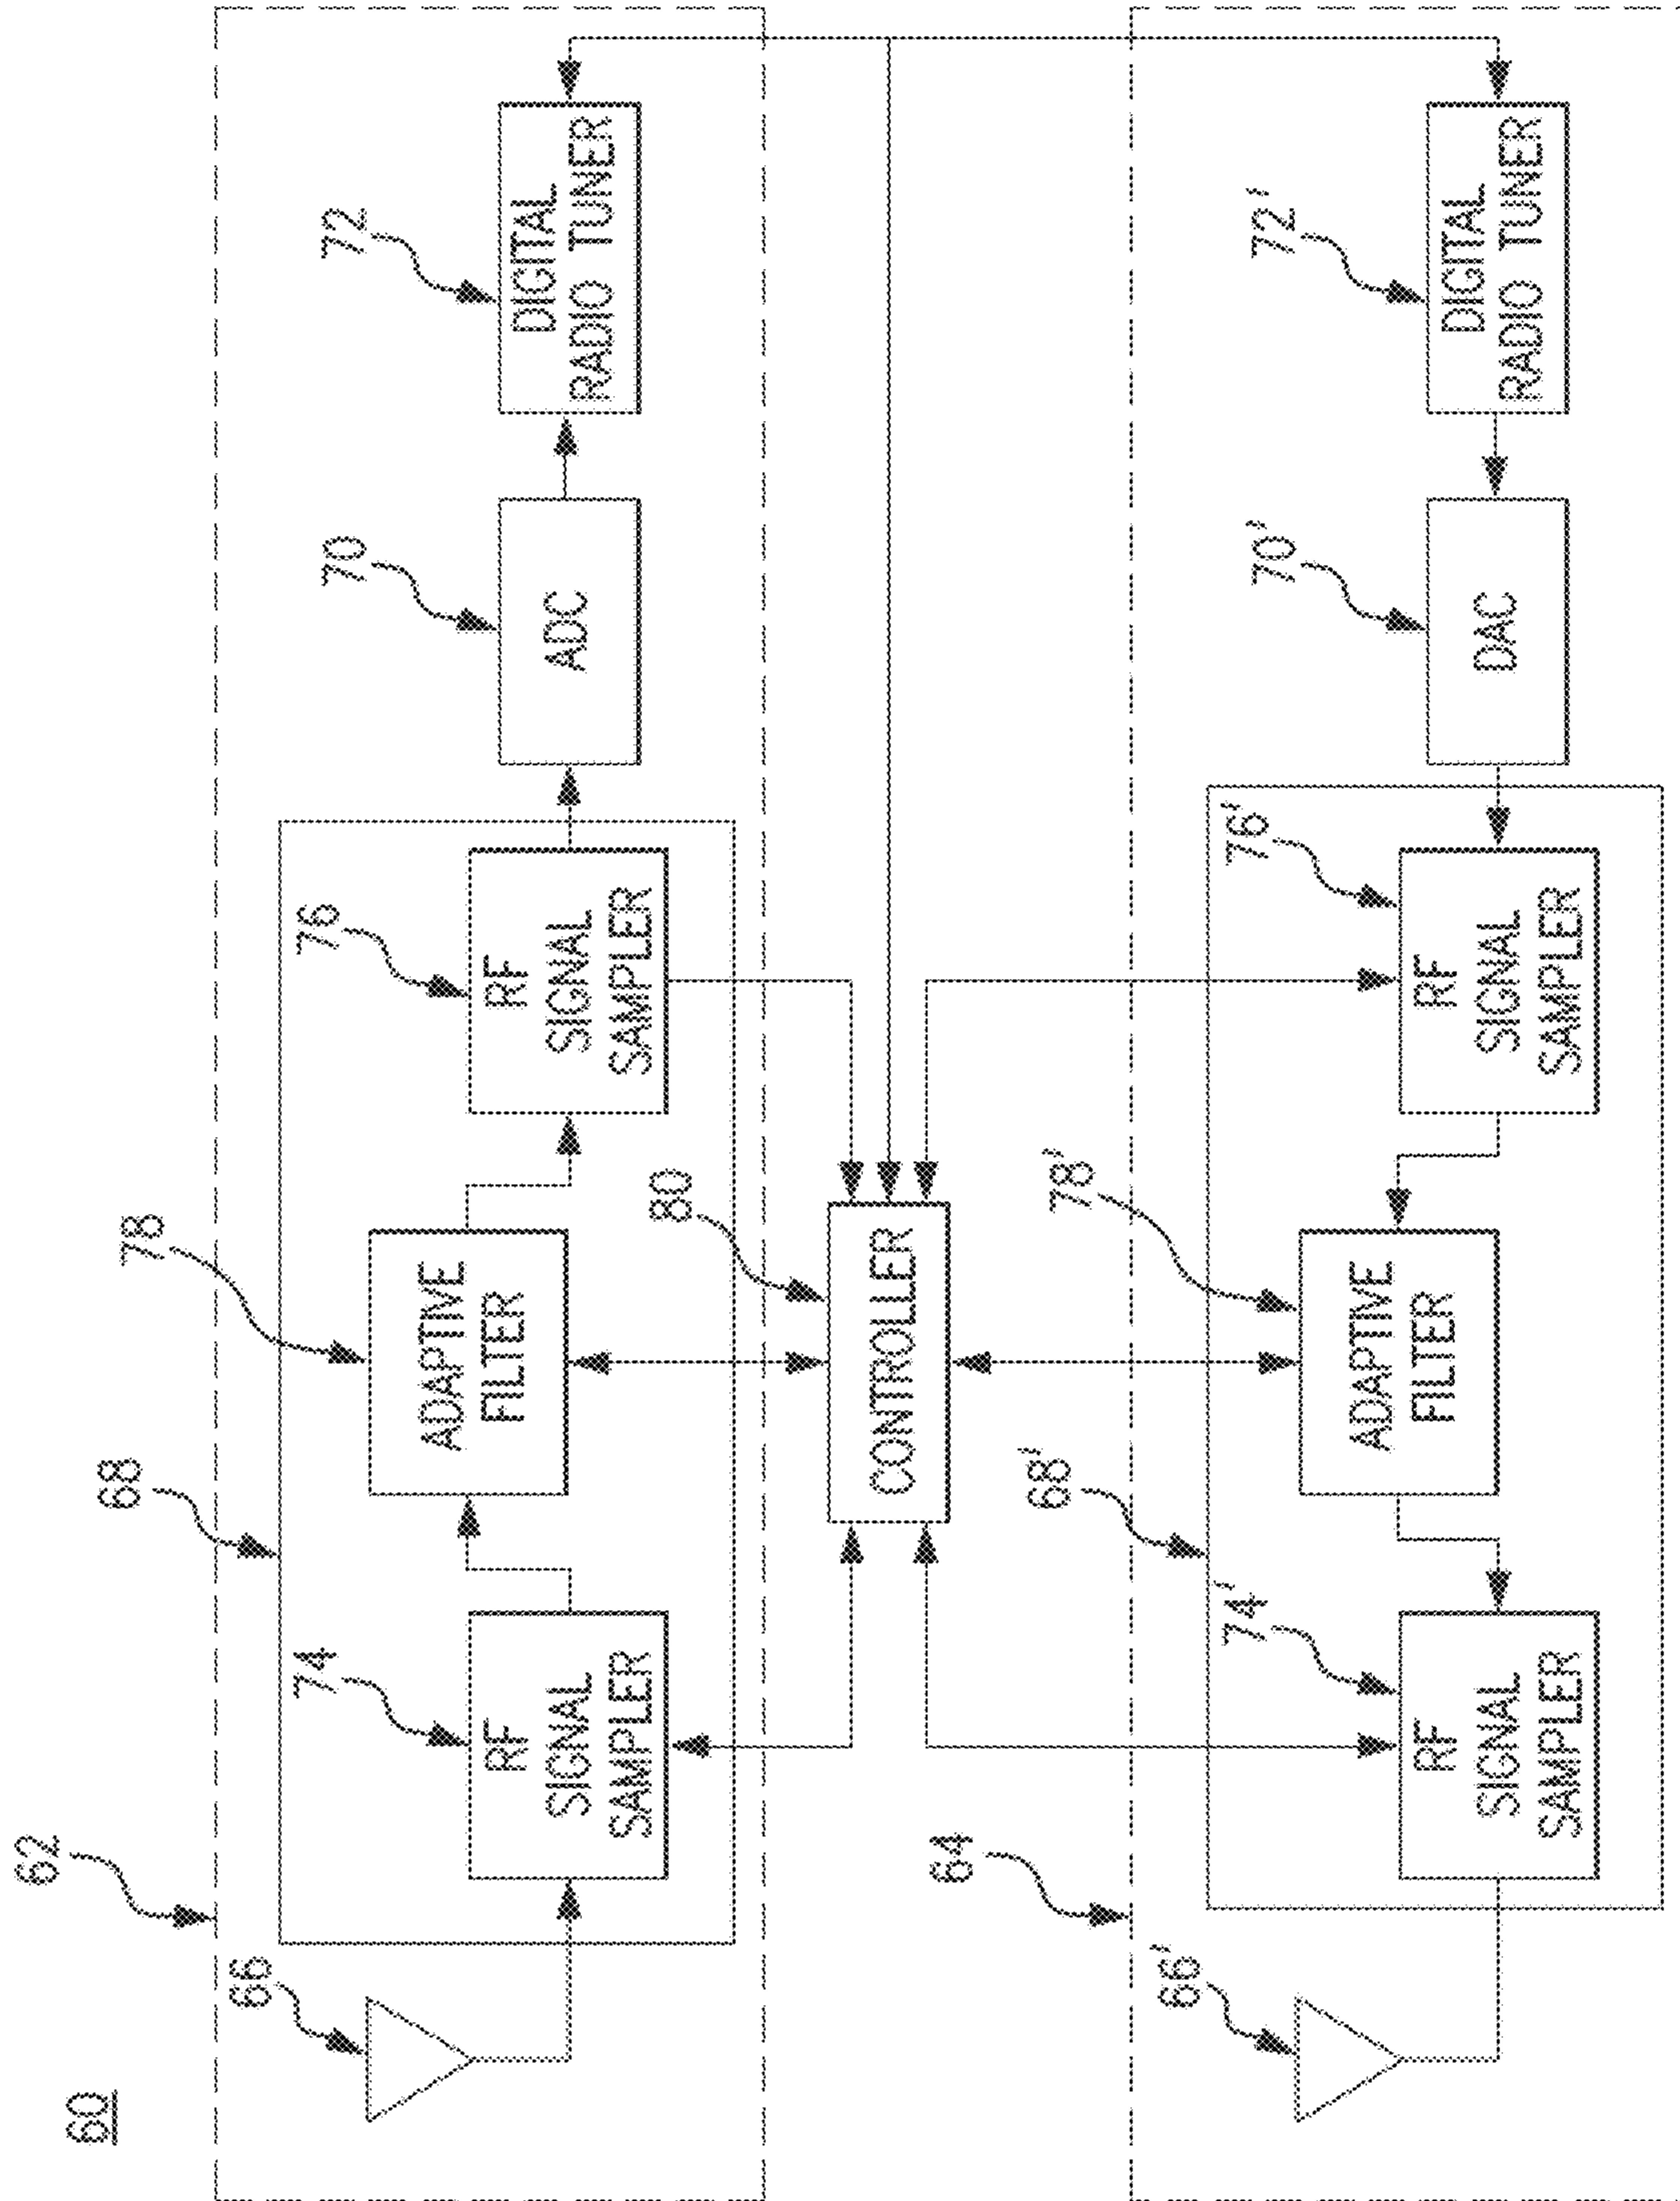 60
62
66
68
74
RF
SIGNAL
SAMPLER
78
ADAPTIVE
FILTER
76
RF
SIGNAL
SAMPLER
70
ADC
72
DIGITAL
RADIO TUNER
80
CONTROLLER
64
66'
68'
74'
RF
SIGNAL
SAMPLER
78'
ADAPTIVE
FILTER
76'
RF
SIGNAL
SAMPLER
70'
DAC
72'
DIGITAL
RADIO TUNER